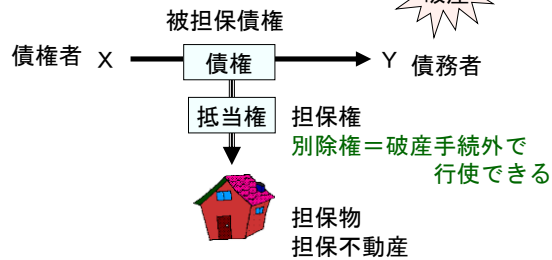 破産
被担保債権
債権者 X 債権 Y 債務者
抵当権 担保権
別除権＝破産手続外で
行使できる
担保物
担保不動産